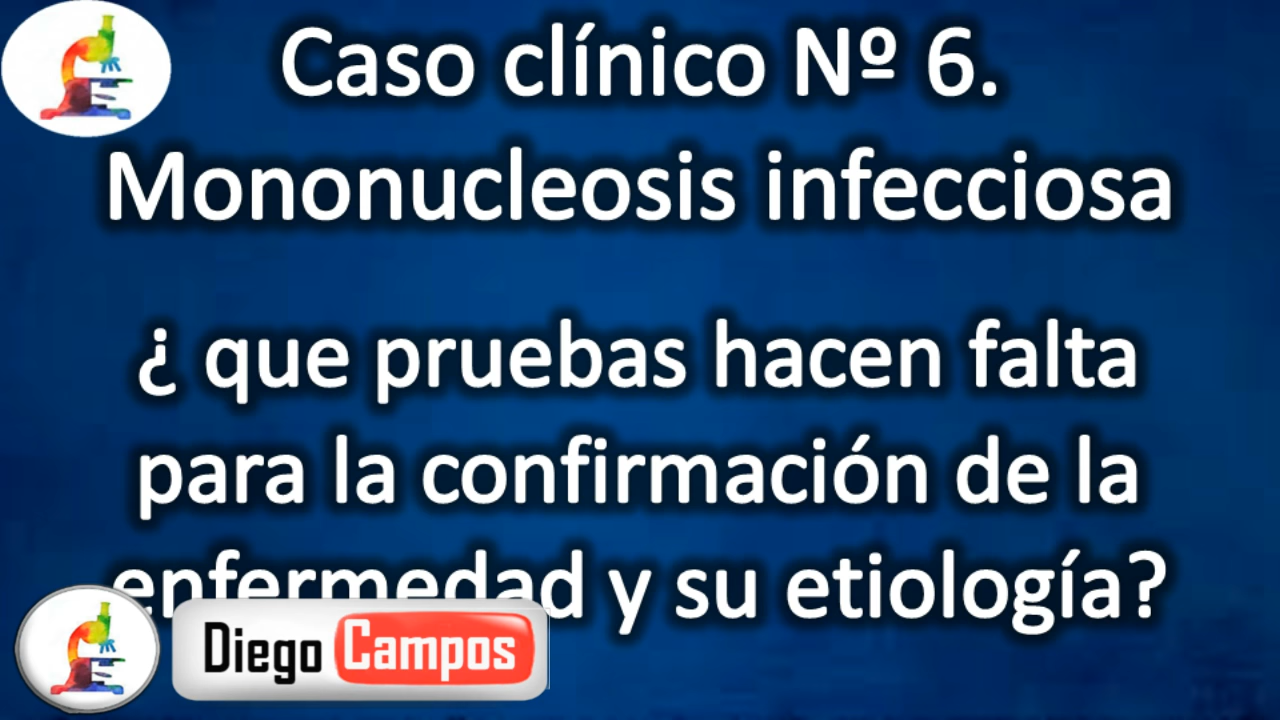 Caso clínico Nº 6.
Mononucleosis infecciosa
¿ que pruebas hacen falta
para la confirmación de la
enfermedad y su etiología?
Diego Campos